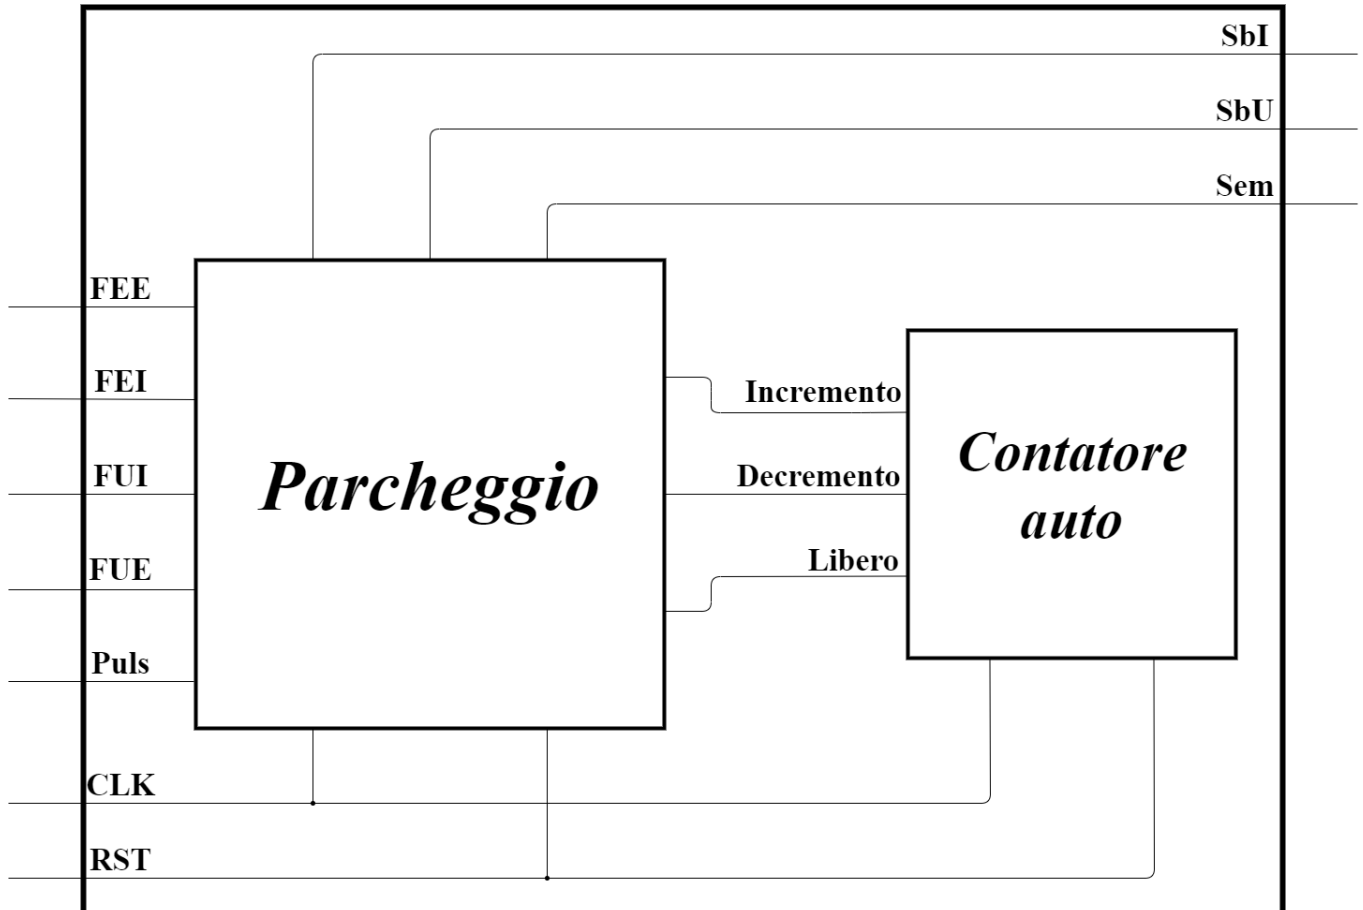 SbI
SbU
Sem
FEE
FEI
FUI
FUE
Puls
CLK
RST
Parcheggio
Incremento
Decremento
Libero
Contatore
auto